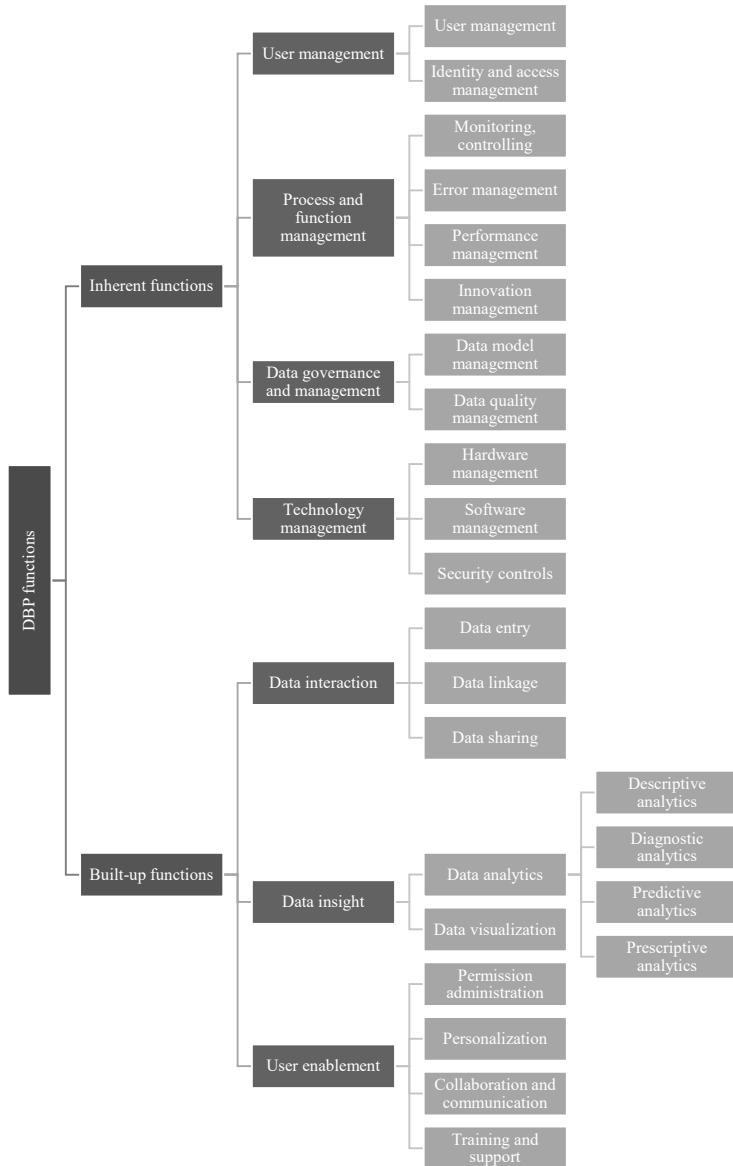 DBP functions
Inherent functions
User management
User management
Identity and access
management
Process and
function
management
Monitoring,
controlling
Error management
Performance
management
Innovation
management
Data governance
and management
Data model
management
Data quality
management
Technology
management
Hardware
management
Software
management
Security controls
Built-up functions
Data interaction
Data entry
Data linkage
Data sharing
Data insight
Data analytics
Descriptive
analytics
Diagnostic
analytics
Predictive
analytics
Prescriptive
analytics
Data visualization
User enablement
Permission
administration
Personalization
Collaboration and
communication
Training and
support